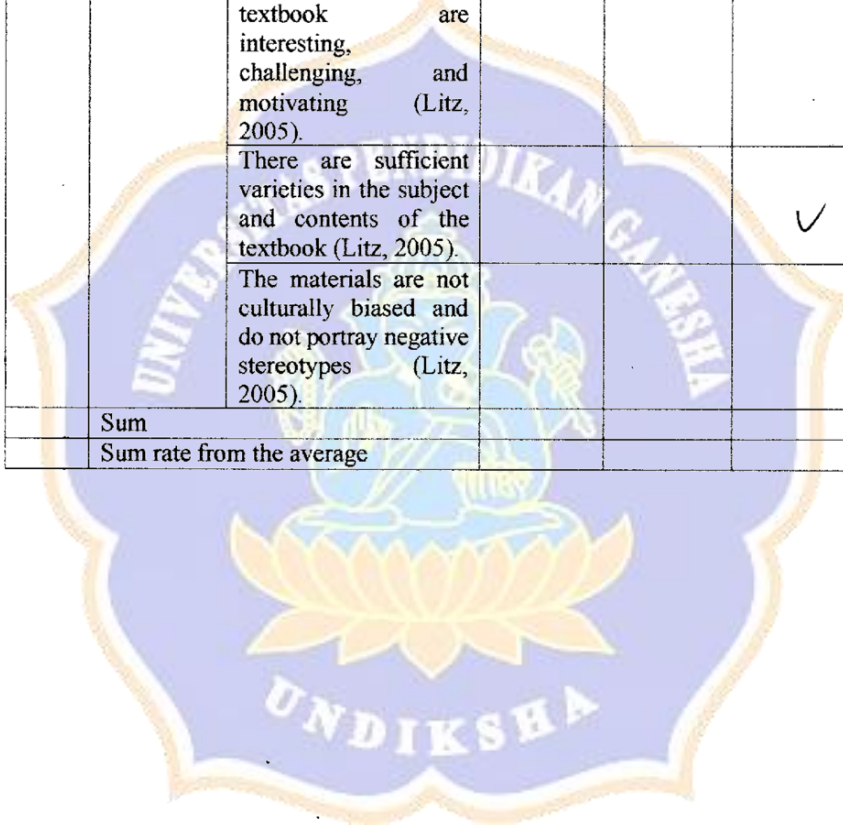 textbook are
interesting,
challenging, and
motivating (Litz,
2005).
There are sufficient
varieties in the subject
and contents of the
textbook (Litz, 2005).
✓
The materials are not
culturally biased and
do not portray negative
stereotypes (Litz,
2005).
Sum
Sum rate from the average
UNIVERSITAS PENDIDIKAN GANESHA
UNDIKSHA